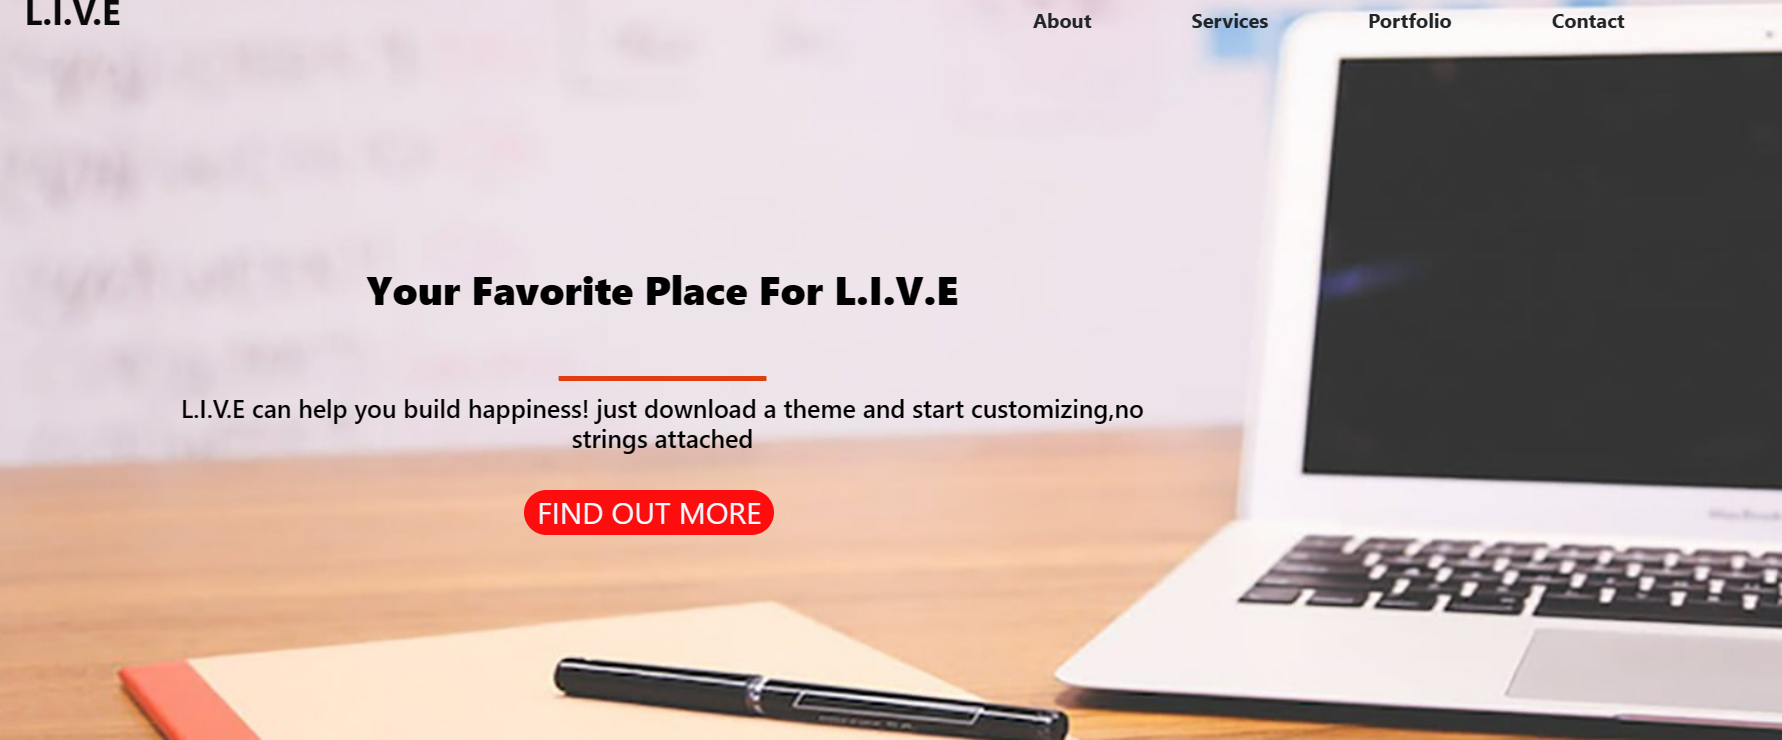 L.I.V.E
About Services Portfolio Contact
Your Favorite Place For L.I.V.E
L.I.V.E can help you build happiness! just download a theme and start customizing,no
strings attached
FIND OUT MORE